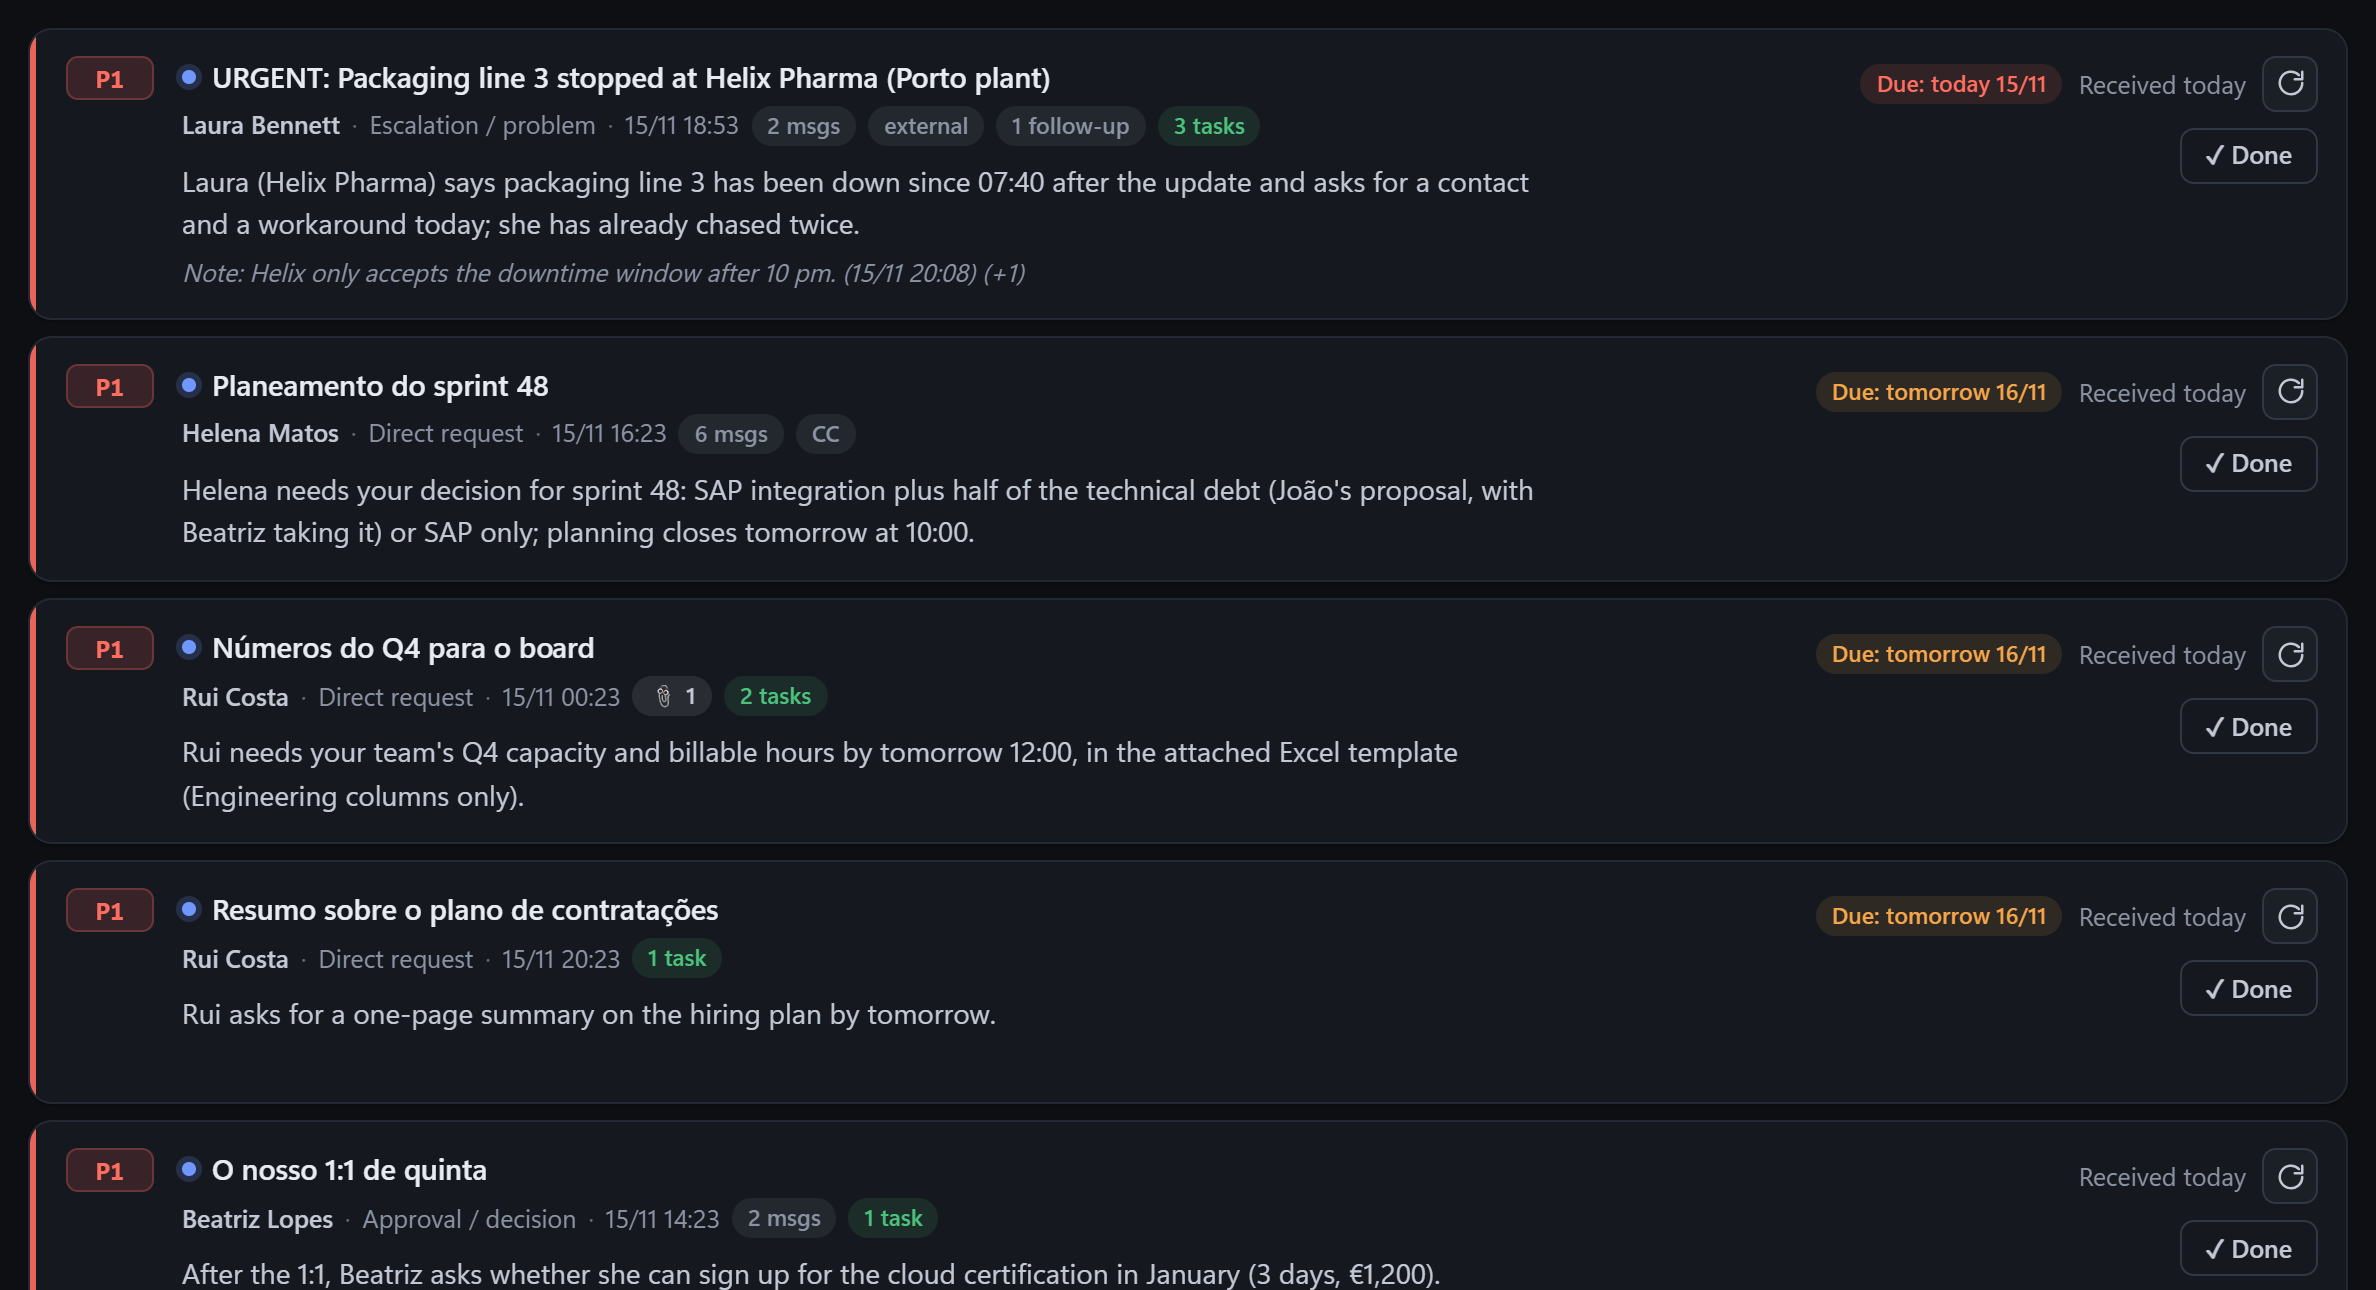 P1 URGENT: Packaging line 3 stopped at Helix Pharma (Porto plant) Due: today 15/11 Received today
Laura Bennett · Escalation / problem · 15/11 18:53 2 msgs external 1 follow-up 3 tasks
✓ Done
Laura (Helix Pharma) says packaging line 3 has been down since 07:40 after the update and asks for a contact
and a workaround today; she has already chased twice.
Note: Helix only accepts the downtime window after 10 pm. (15/11 20:08) (+1)
P1 Planeamento do sprint 48 Due: tomorrow 16/11 Received today
Helena Matos · Direct request · 15/11 16:23 6 msgs CC
✓ Done
Helena needs your decision for sprint 48: SAP integration plus half of the technical debt (João's proposal, with
Beatriz taking it) or SAP only; planning closes tomorrow at 10:00.
P1 Números do Q4 para o board Due: tomorrow 16/11 Received today
Rui Costa · Direct request · 15/11 00:23 1 2 tasks
✓ Done
Rui needs your team's Q4 capacity and billable hours by tomorrow 12:00, in the attached Excel template
(Engineering columns only).
P1 Resumo sobre o plano de contratações Due: tomorrow 16/11 Received today
Rui Costa · Direct request · 15/11 20:23 1 task
✓ Done
Rui asks for a one-page summary on the hiring plan by tomorrow.
P1 O nosso 1:1 de quinta Received today
Beatriz Lopes · Approval / decision · 15/11 14:23 2 msgs 1 task
✓ Done
After the 1:1, Beatriz asks whether she can sign up for the cloud certification in January (3 days, €1,200).